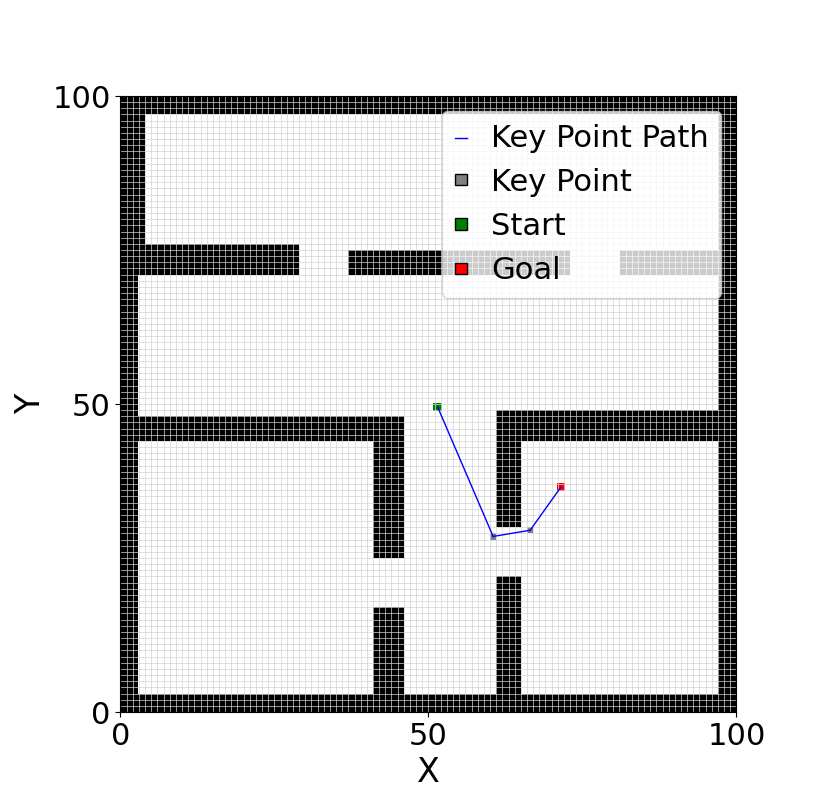 100
Key Point Path
Key Point
Start
Goal
Y
50
0
0 50 100
X